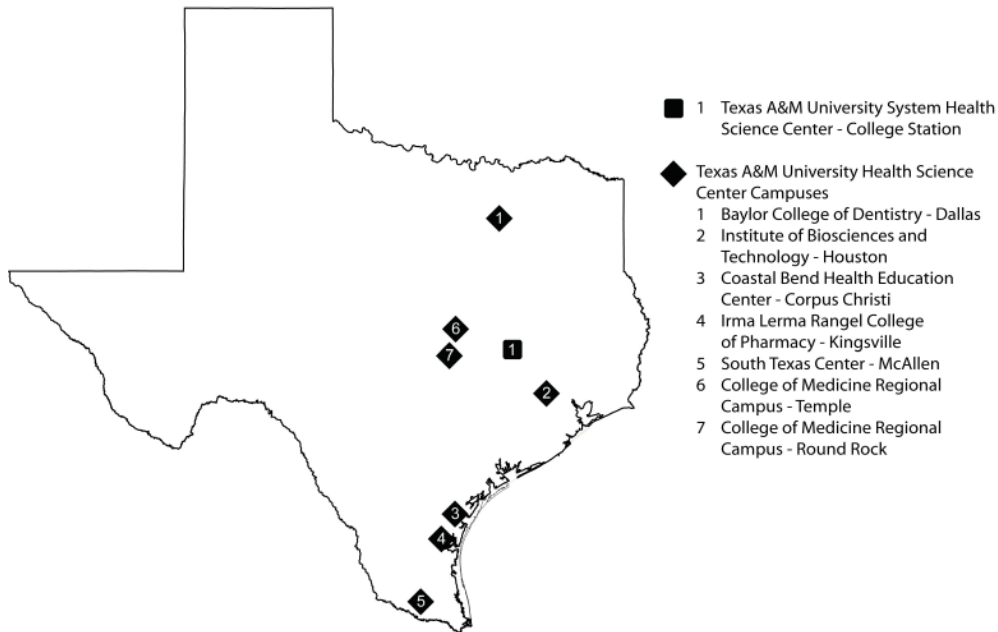 1 Texas A&M University System Health
Science Center - College Station
Texas A&M University Health Science
Center Campuses
1 Baylor College of Dentistry - Dallas
2 Institute of Biosciences and
Technology - Houston
3 Coastal Bend Health Education
Center - Corpus Christi
4 Irma Lerma Rangel College
of Pharmacy - Kingsville
5 South Texas Center - McAllen
6 College of Medicine Regional
Campus - Temple
7 College of Medicine Regional
Campus - Round Rock
1
6
7
1
2
3
4
5